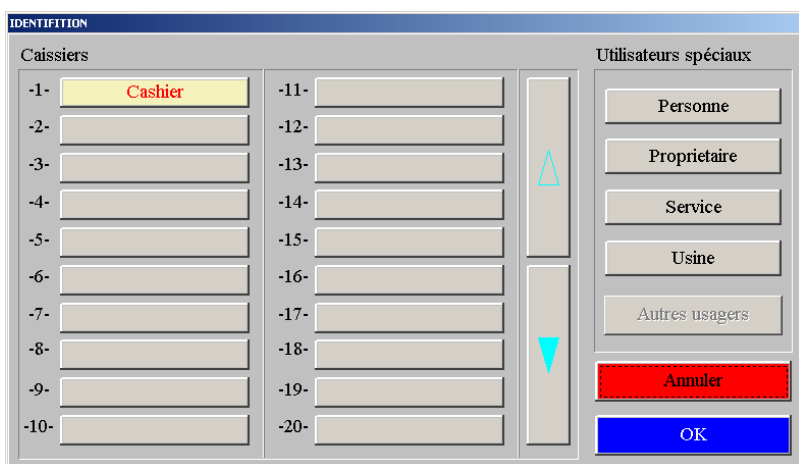 IDENTIFITION
Caissiers
Utilisateurs spéciaux
-1- Cashier
-2-
-3-
-4-
-5-
-6-
-7-
-8-
-9-
-10-
-11-
-12-
-13-
-14-
-15-
-16-
-17-
-18-
-19-
-20-
Personne
Proprietaire
Service
Usine
Autres usagers
Annuler
OK